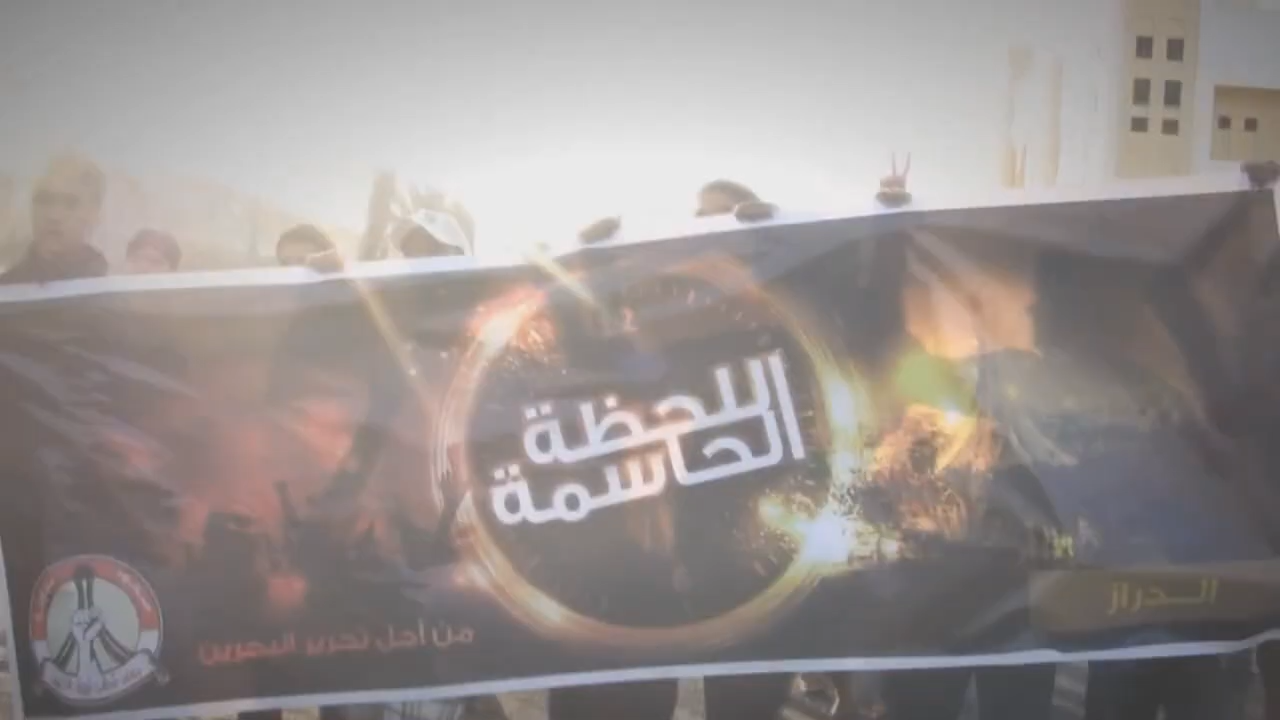 اللحظة
الحاسمة
من أجل تحرير البحرين
الدراز